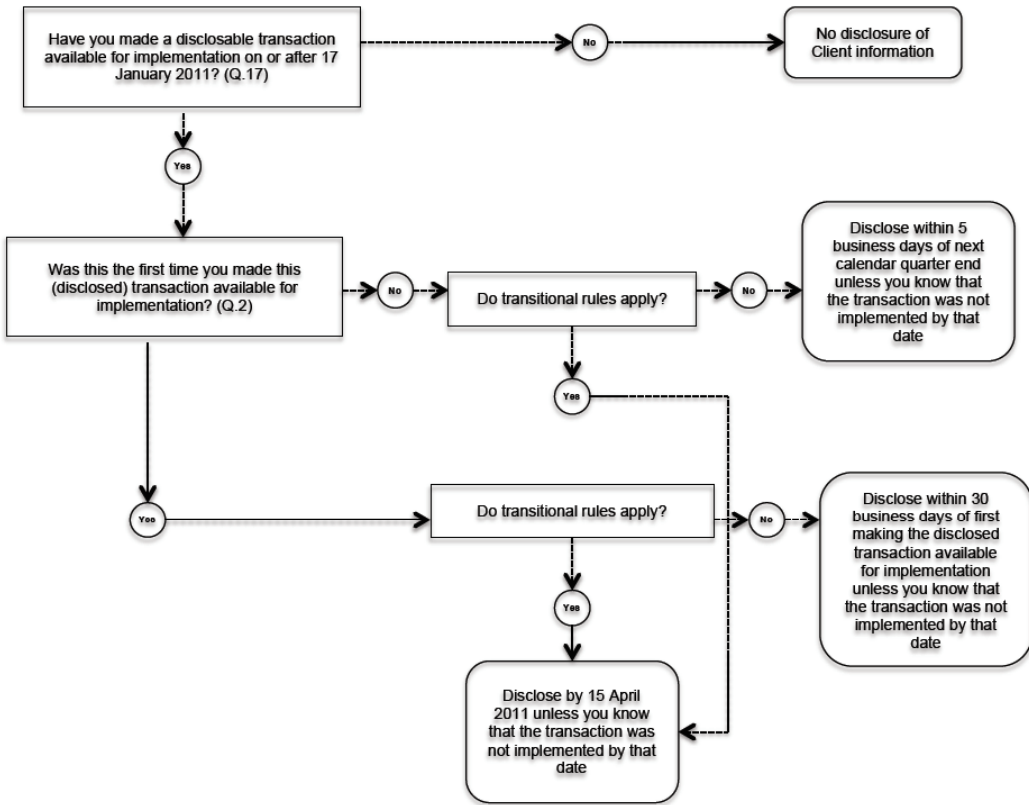 Have you made a disclosable transaction
available for implementation on or after 17
January 2011? (Q.17)
No
No disclosure of
Client information
Yes
Was this the first time you made this
(disclosed) transaction available for
implementation? (Q.2)
No
Do transitional rules apply?
No
Disclose within 5
business days of next
calendar quarter end
unless you know that
the transaction was not
implemented by that
date
Yes
Yes
Do transitional rules apply?
No
Disclose within 30
business days of first
making the disclosed
transaction available
for implementation
unless you know that
the transaction was not
implemented by that
date
Yes
Disclose by 15 April
2011 unless you know
that the transaction was
not implemented by that
date